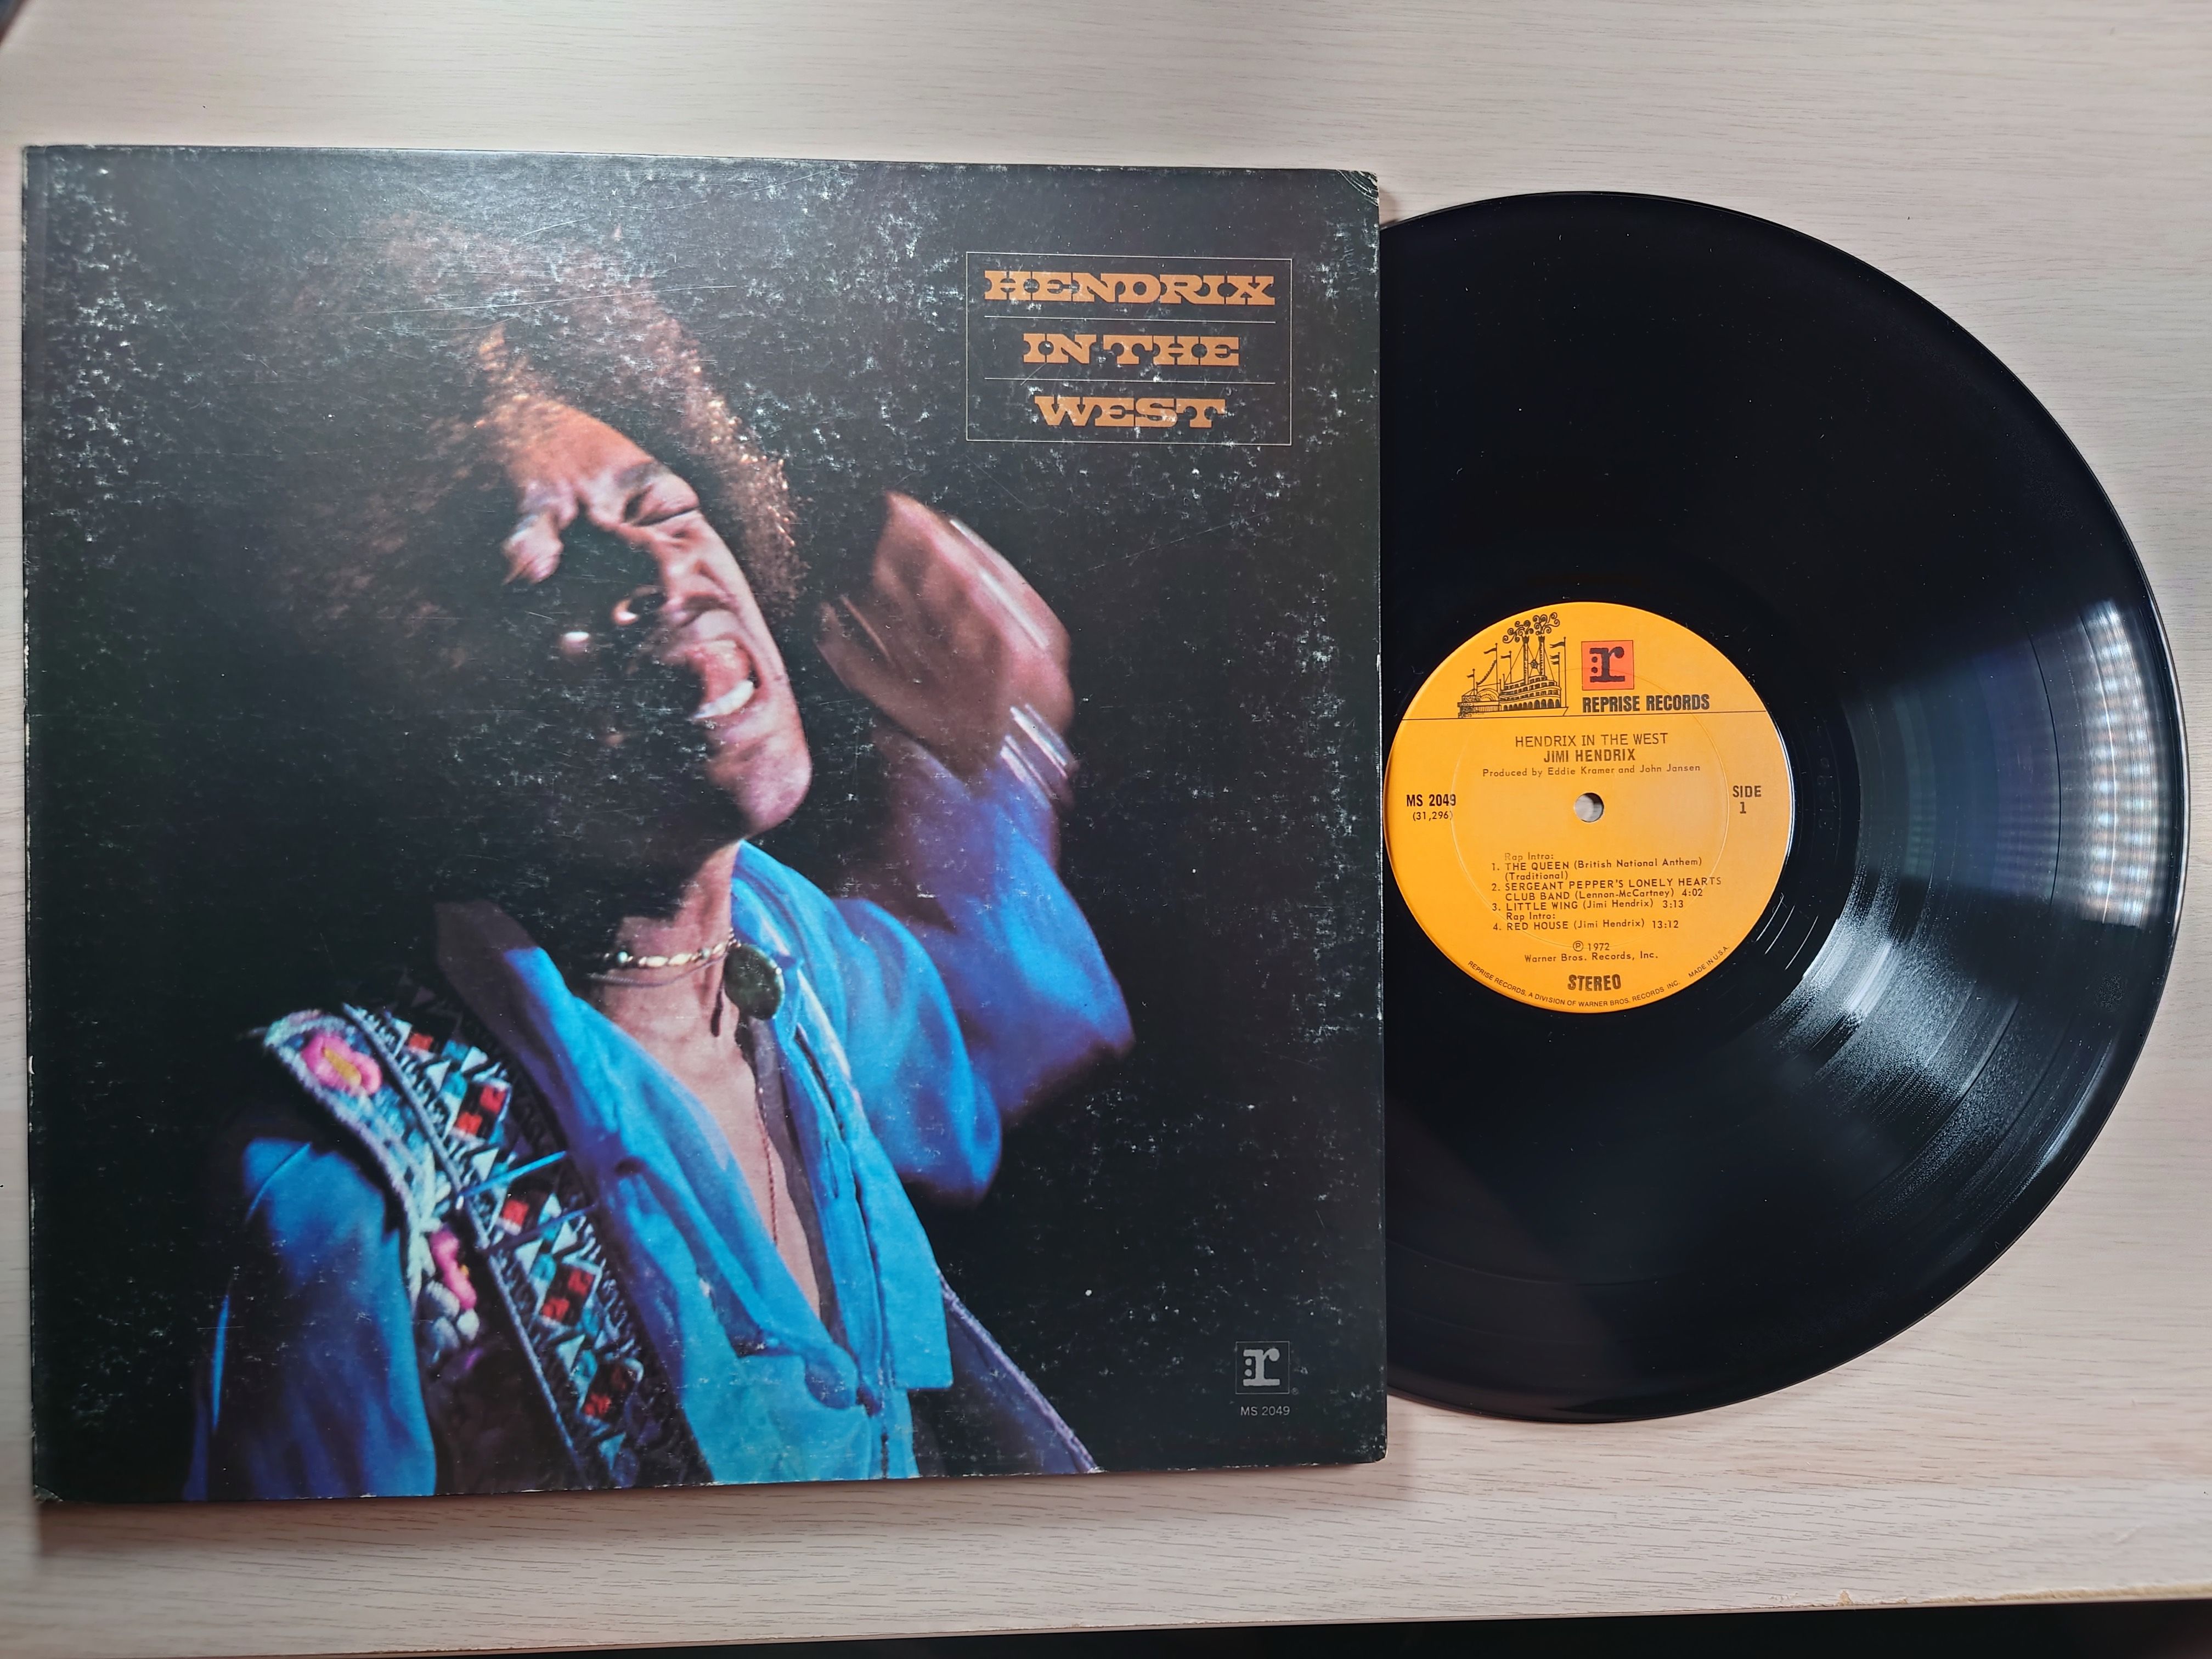 HENDRIX
IN THE
WEST
r
®
MS 2049
r
REPRISE RECORDS
HENDRIX IN THE WEST
JIMI HENDRIX
Produced by Eddie Kramer and John Jansen
MS 2049
(31,296)
SIDE
1
Rap Intro:
1. THE QUEEN (British National Anthem)
(Traditional)
2. SERGEANT PEPPER'S LONELY HEARTS
CLUB BAND (Lennon-McCartney) 4:02
3. LITTLE WING (Jimi Hendrix) 3:13
Rap Intro:
4. RED HOUSE (Jimi Hendrix) 13:12
Ⓟ 1972
Warner Bros. Records, Inc.
STEREO
REPRISE RECORDS, A DIVISION OF WARNER BROS. RECORDS INC. MADE IN U.S.A.